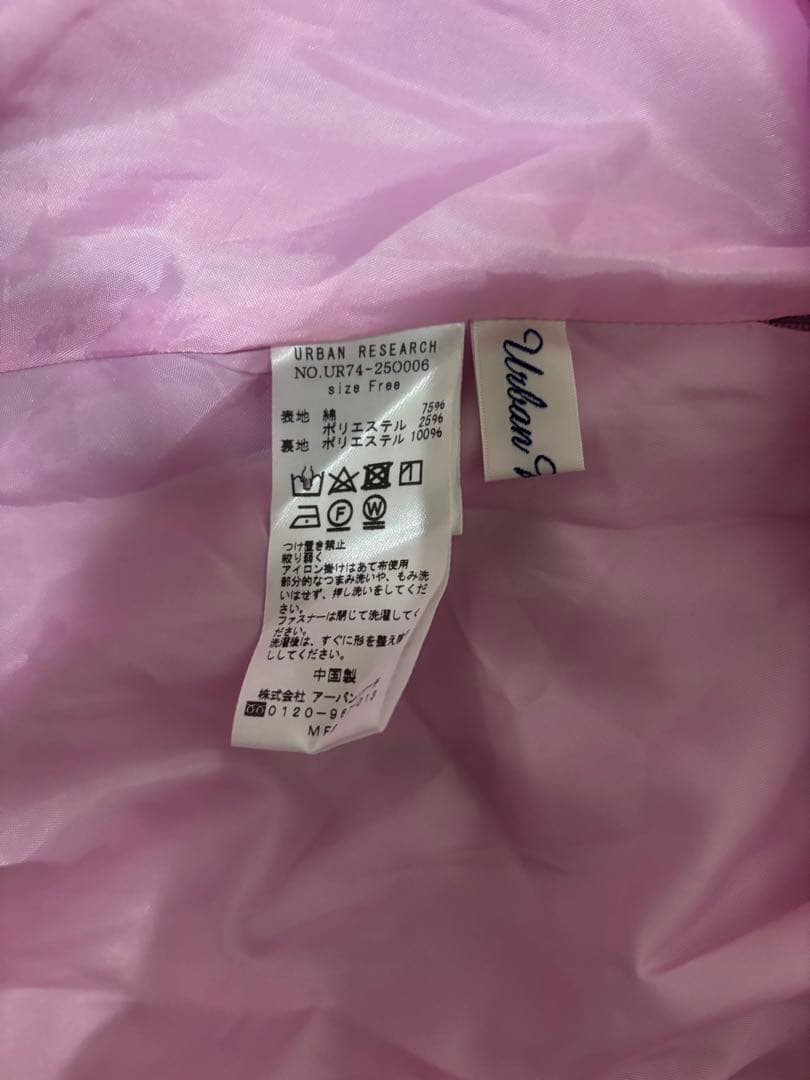 URBAN RESEARCH
NO.UR74-25O006
size Free
表地 綿 75%
ポリエステル 25%
裏地 ポリエステル 100%
F W
つけ置き禁止
絞り弱く
アイロン掛けはあて布使用
部分的なつまみ洗いや、もみ洗
いはせず、押し洗いをしてくだ
さい。
ファスナーは閉じて洗濯してく
ださい。
洗濯後は、すぐに形を整え
ししてください。
中国製
株式会社 アーバン
0120-98
Urban